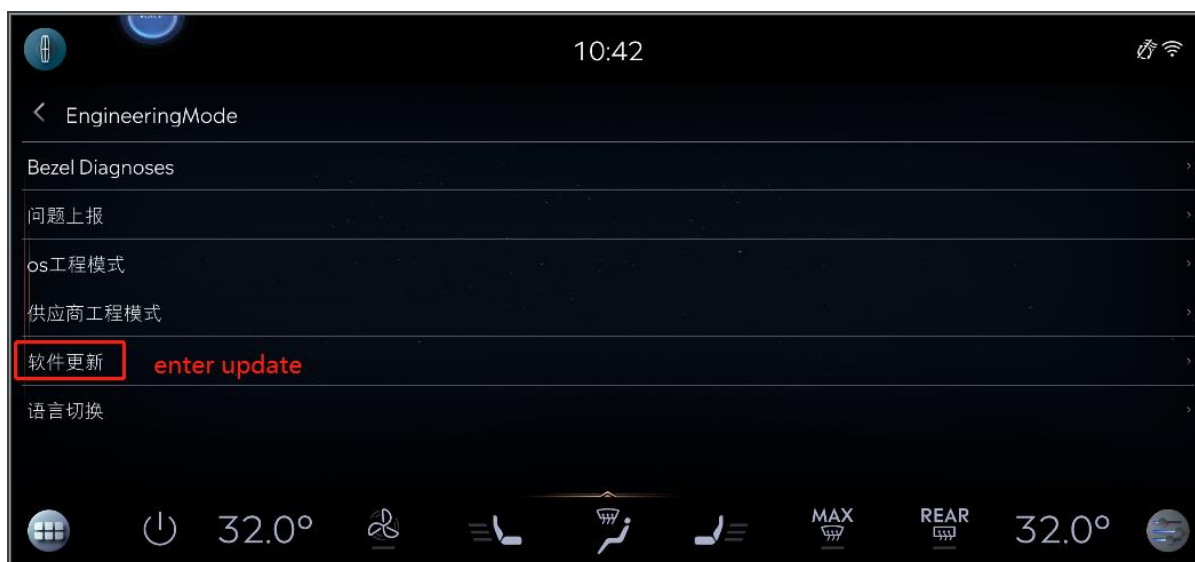 10:42
EngineeringMode
Bezel Diagnoses
问题上报
os工程模式
供应商工程模式
软件更新 enter update
语言切换
32.0° MAX REAR 32.0°